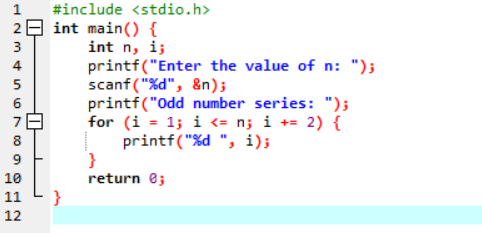 1 #include <stdio.h>
2 int main() {
3     int n, i;
4     printf("Enter the value of n: ");
5     scanf("%d", &n);
6     printf("Odd number series: ");
7     for (i = 1; i <= n; i += 2) {
8         printf("%d ", i);
9     }
10     return 0;
11 }
12